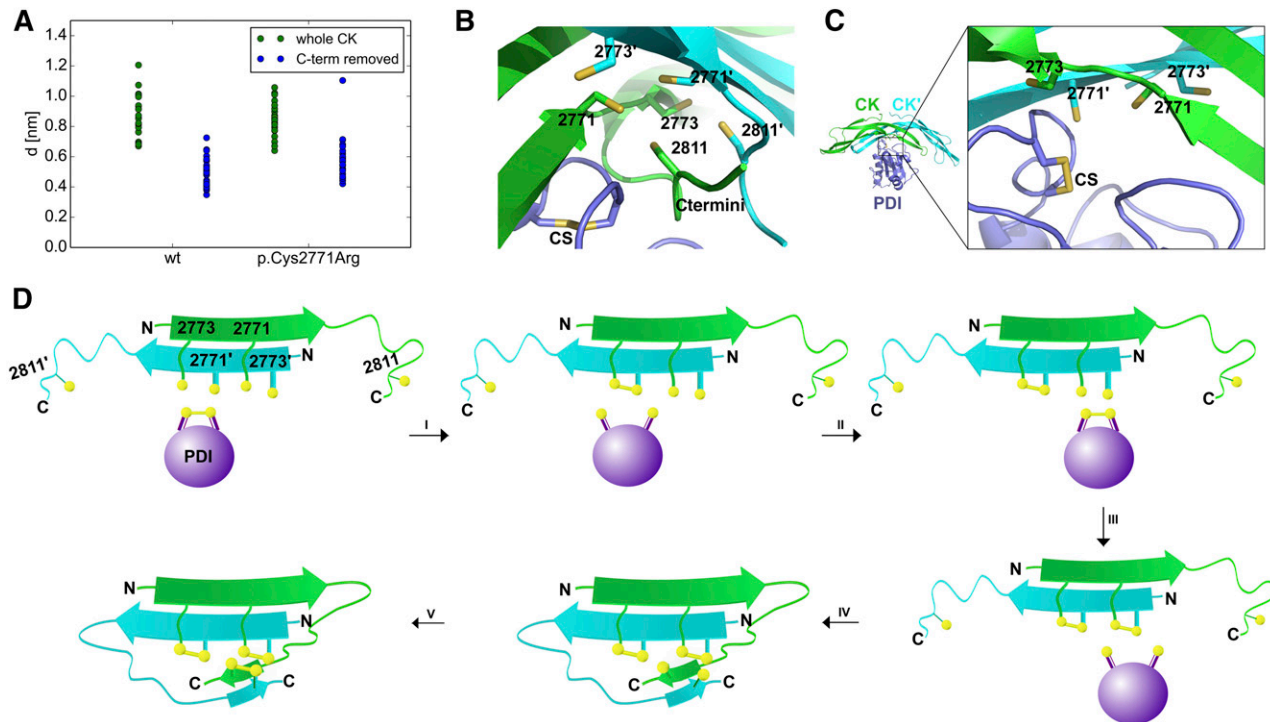 A
d [nm]
1.4
1.2
1.0
0.8
0.6
0.4
0.2
0.0
whole CK
C-term removed
wt
p.Cys2771Arg
B
2773'
2771'
2771
2773
2811'
2811
Ctermini
CS
C
CK CK'
PDI
2773
2773'
2771'
2771
CS
D
N
2773 2771
2811'
2771' 2773'
N
2811
C
C
PDI
I
N
N
C
C
II
N
N
C
C
III
N
N
C
C
IV
N
N
C
C
V
N
N
C
C